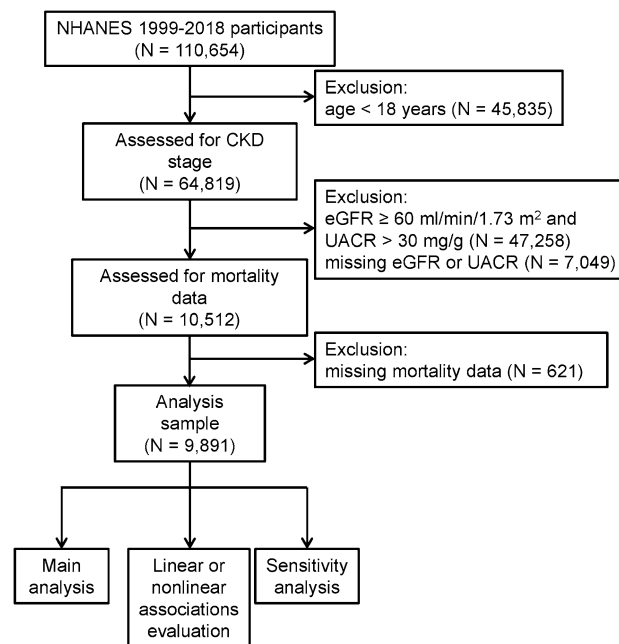 NHANES 1999-2018 participants
(N = 110,654)
Exclusion:
age < 18 years (N = 45,835)
Assessed for CKD
stage
(N = 64,819)
Exclusion:
eGFR ≥ 60 ml/min/1.73 m² and
UACR > 30 mg/g (N = 47,258)
missing eGFR or UACR (N = 7,049)
Assessed for mortality
data
(N = 10,512)
Exclusion:
missing mortality data (N = 621)
Analysis
sample
(N = 9,891)
Main
analysis
Linear or
nonlinear
associations
evaluation
Sensitivity
analysis